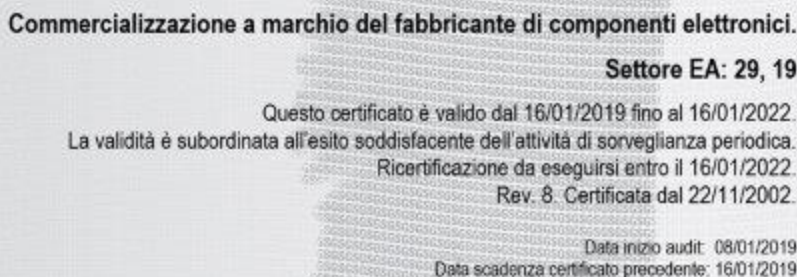 Commercializzazione a marchio del fabbricante di componenti elettronici.
Settore EA: 29, 19
Questo certificato è valido dal 16/01/2019 fino al 16/01/2022.
La validità è subordinata all'esito soddisfacente dell'attività di sorveglianza periodica.
Ricertificazione da eseguirsi entro il 16/01/2022.
Rev. 8. Certificata dal 22/11/2002.
Data inizio audit: 08/01/2019
Data scadenza certificato precedente: 16/01/2019